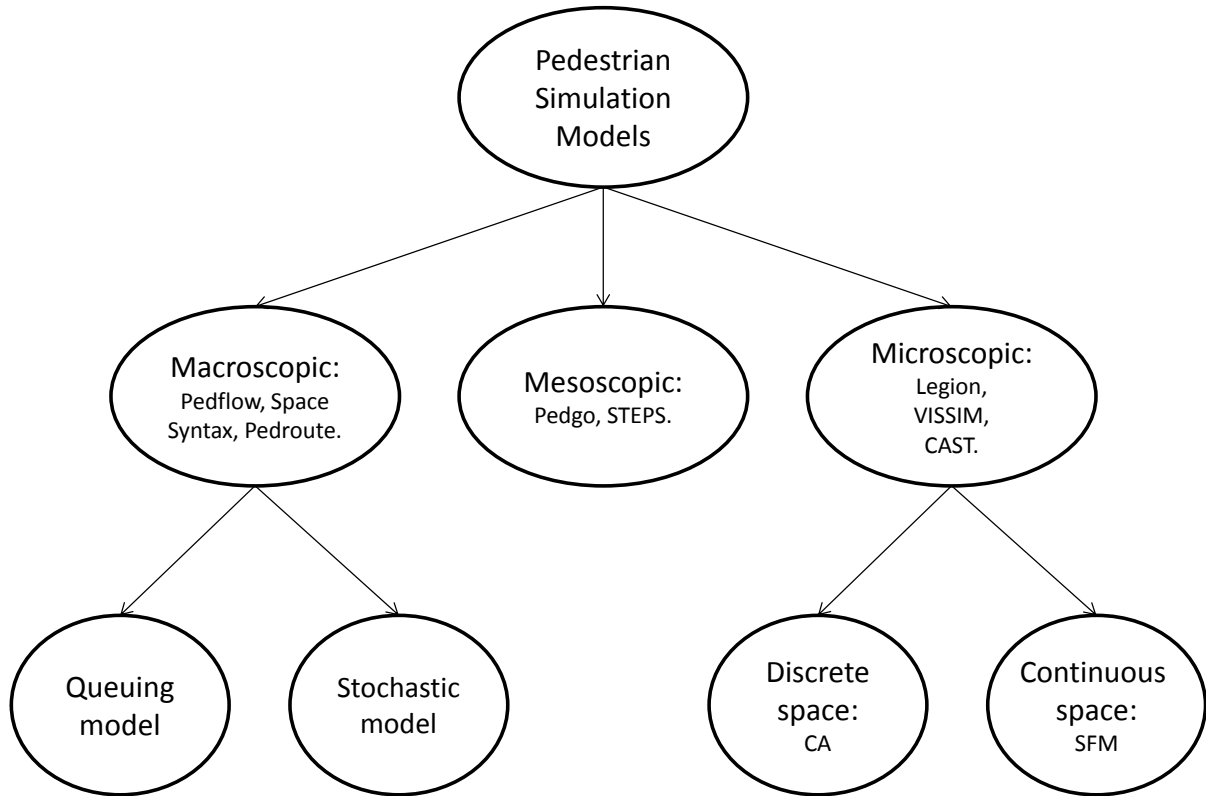 Pedestrian
Simulation
Models
Macroscopic:
Pedflow, Space
Syntax, Pedroute.
Mesoscopic:
Pedgo, STEPS.
Microscopic:
Legion,
VISSIM,
CAST.
Queuing
model
Stochastic
model
Discrete
space:
CA
Continuous
space:
SFM